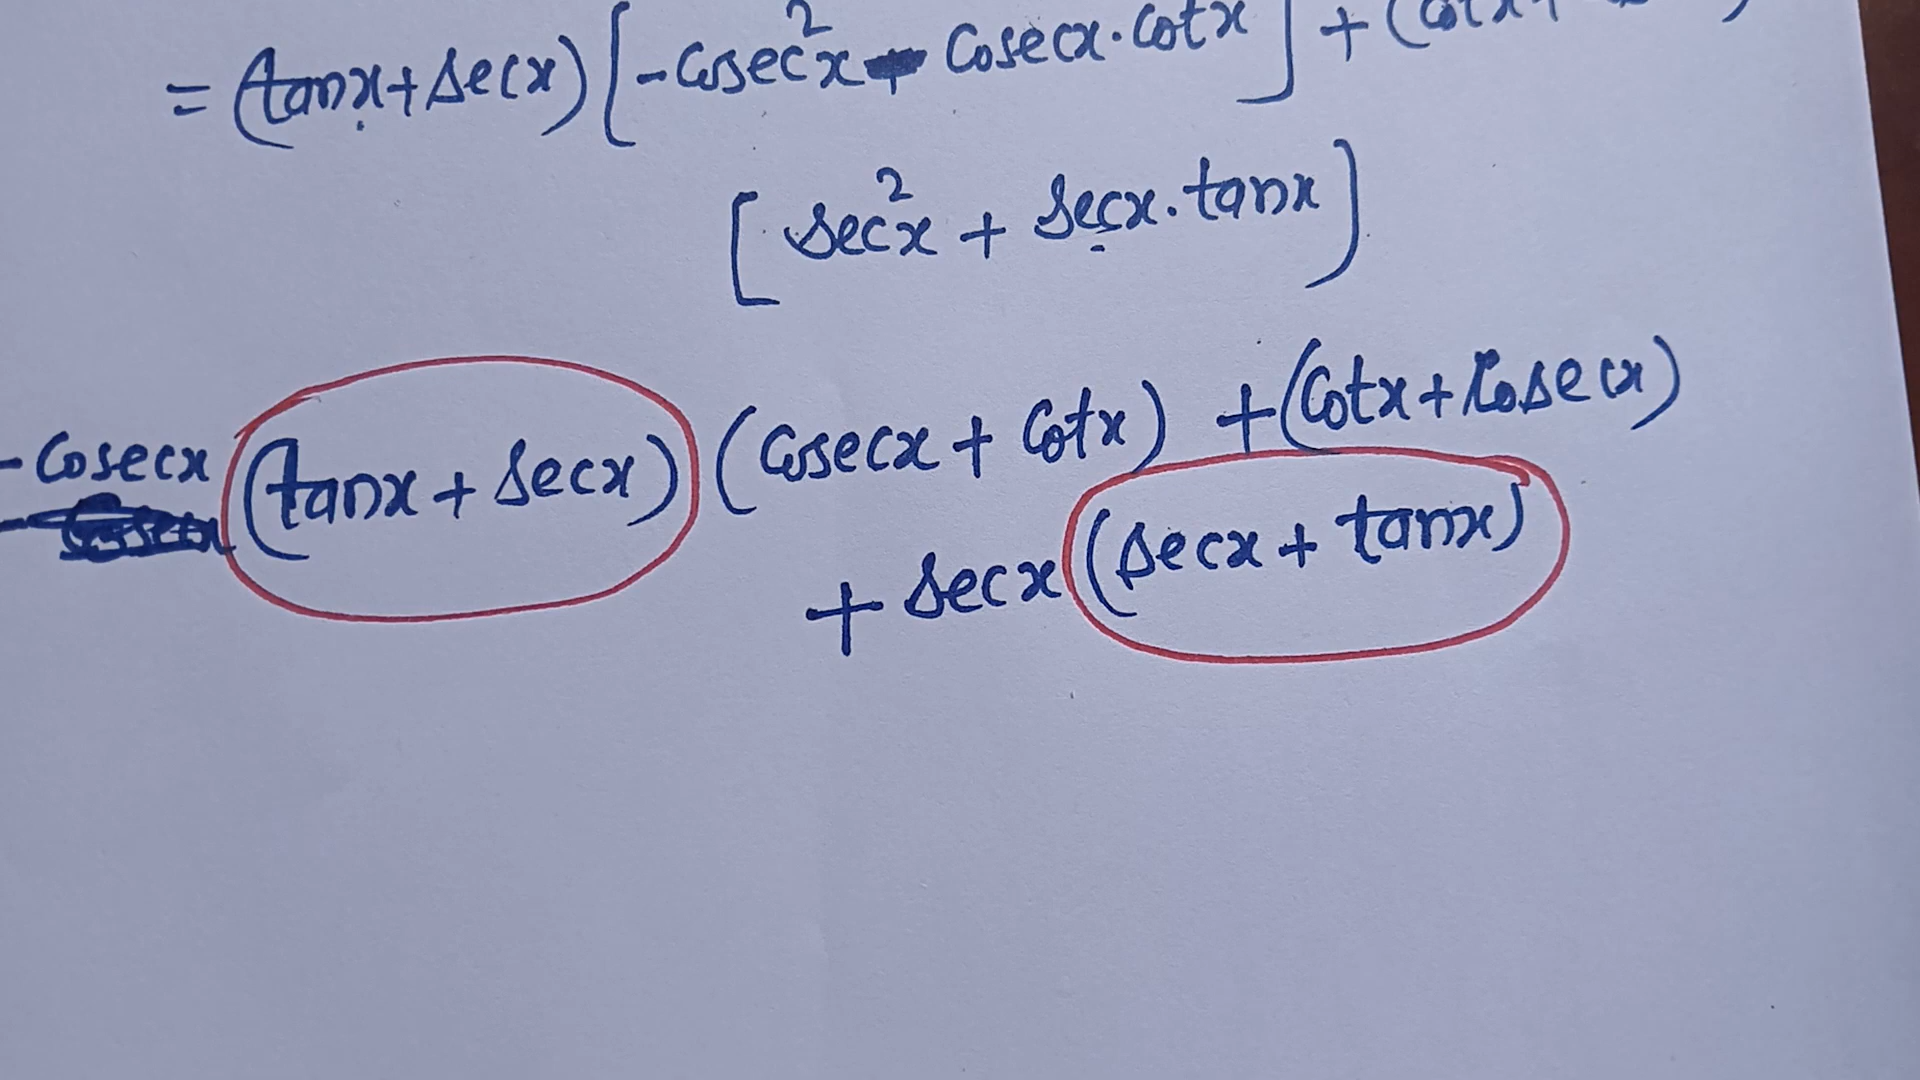 = (tanx + secx) [-Cosec²x - Cosecx.Cotx] + (Cotx +
[sec²x + secx.tanx]
-Cosecx (tanx + secx) (Cosecx + Cotx) + (Cotx + Cosecx)
+ secx (secx + tanx)